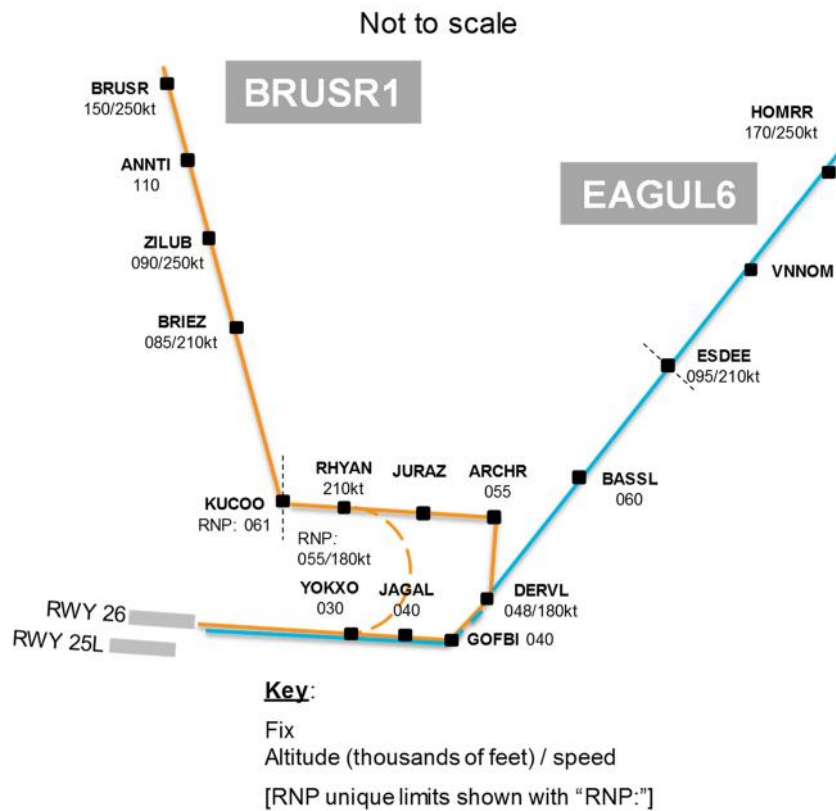 Not to scale
BRUSR
150/250kt
BRUSR1
HOMRR
170/250kt
ANNTI
110
EAGUL6
ZILUB
090/250kt
VNNOM
BRIEZ
085/210kt
ESDEE
095/210kt
RHYAN
210kt
JURAZ
ARCHR
055
BASSL
060
KUCOO
RNP: 061
RNP:
055/180kt
YOKXO
030
JAGAL
040
DERVL
048/180kt
GOFBI 040
RWY 26
RWY 25L
Key:
Fix
Altitude (thousands of feet) / speed
[RNP unique limits shown with “RNP:”]